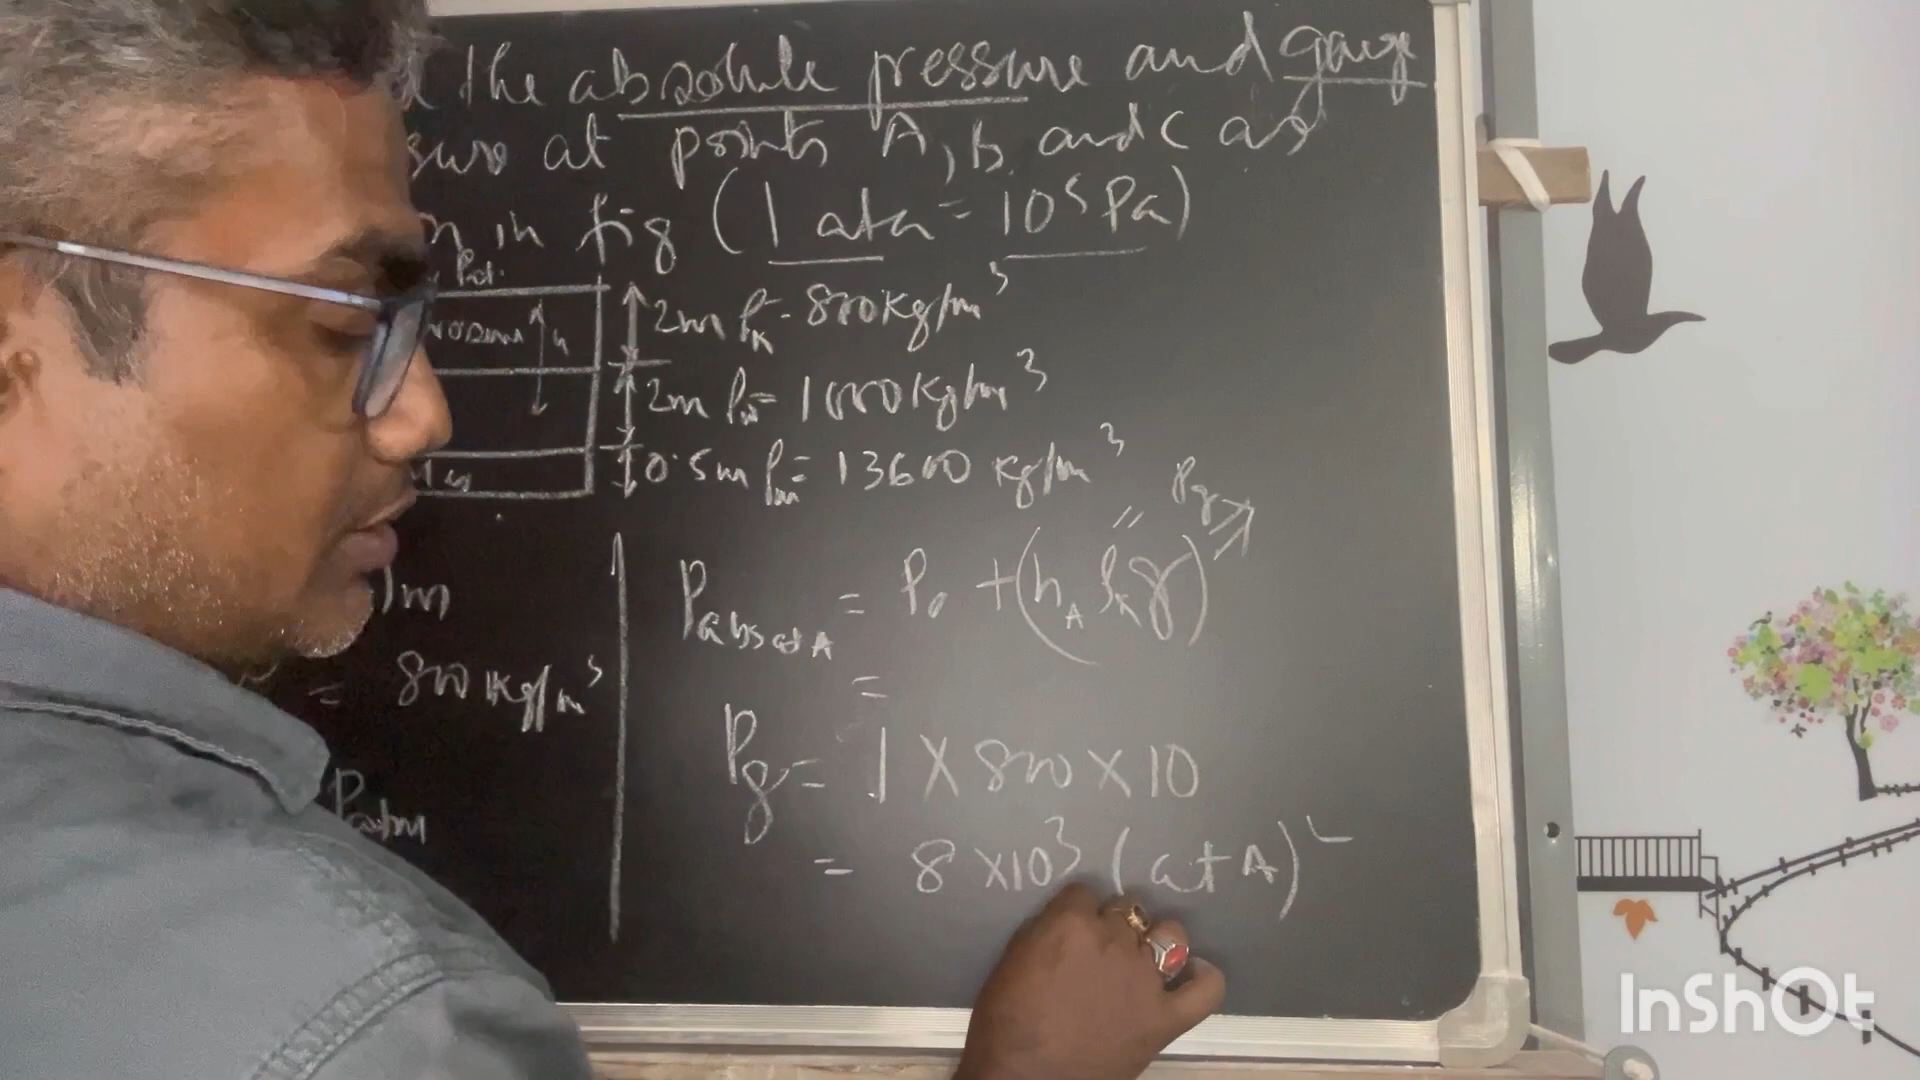 the absolute pressure and gauge
at points A, B and C as
in fig (1 atm = 10⁵ Pa)
2m ρK = 800 kg/m³
h
2m ρw = 1000 kg/m³
0.5m ρm = 13600 kg/m³
Pg
Pabs at A = P0 + (hA ρK g)
=
= 800 kg/m³
Pg = 1 × 800 × 10
Patm
= 8 × 10³ (at A)
InShOt